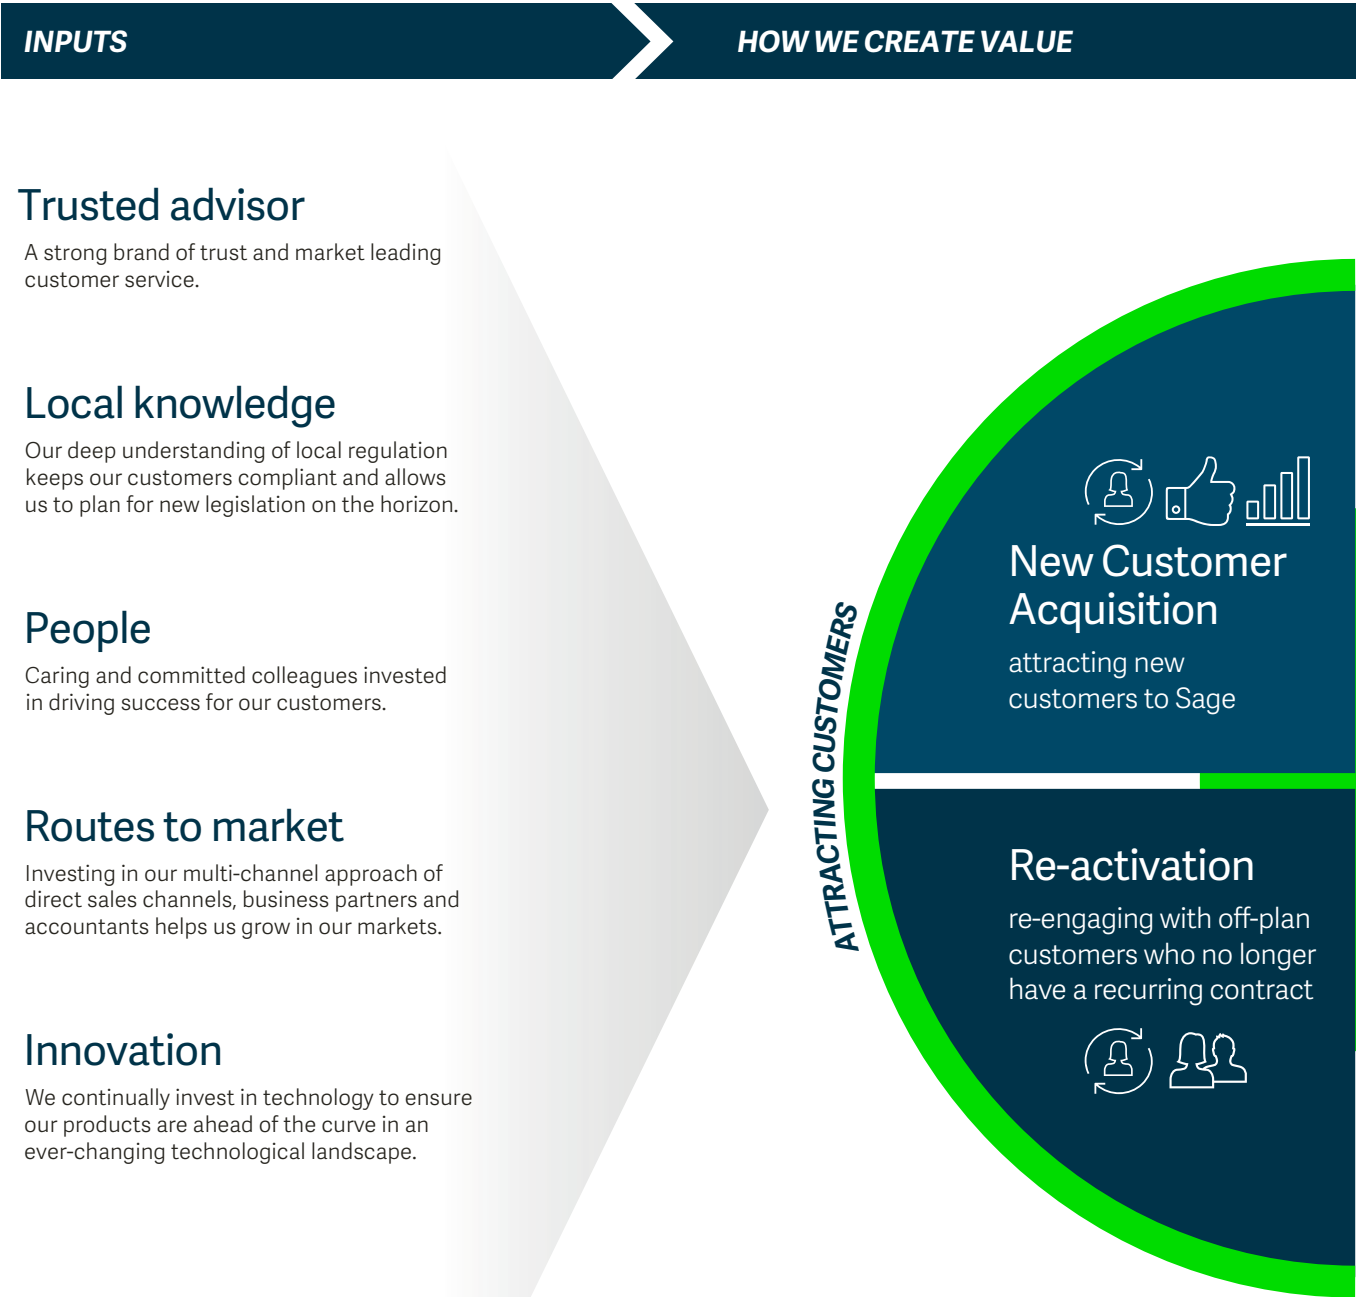 INPUTS
HOW WE CREATE VALUE
Trusted advisor
A strong brand of trust and market leading
customer service.
Local knowledge
Our deep understanding of local regulation
keeps our customers compliant and allows
us to plan for new legislation on the horizon.
People
Caring and committed colleagues invested
in driving success for our customers.
Routes to market
Investing in our multi-channel approach of
direct sales channels, business partners and
accountants helps us grow in our markets.
Innovation
We continually invest in technology to ensure
our products are ahead of the curve in an
ever-changing technological landscape.
ATTRACTING CUSTOMERS
New Customer
Acquisition
attracting new
customers to Sage
Re-activation
re-engaging with off-plan
customers who no longer
have a recurring contract